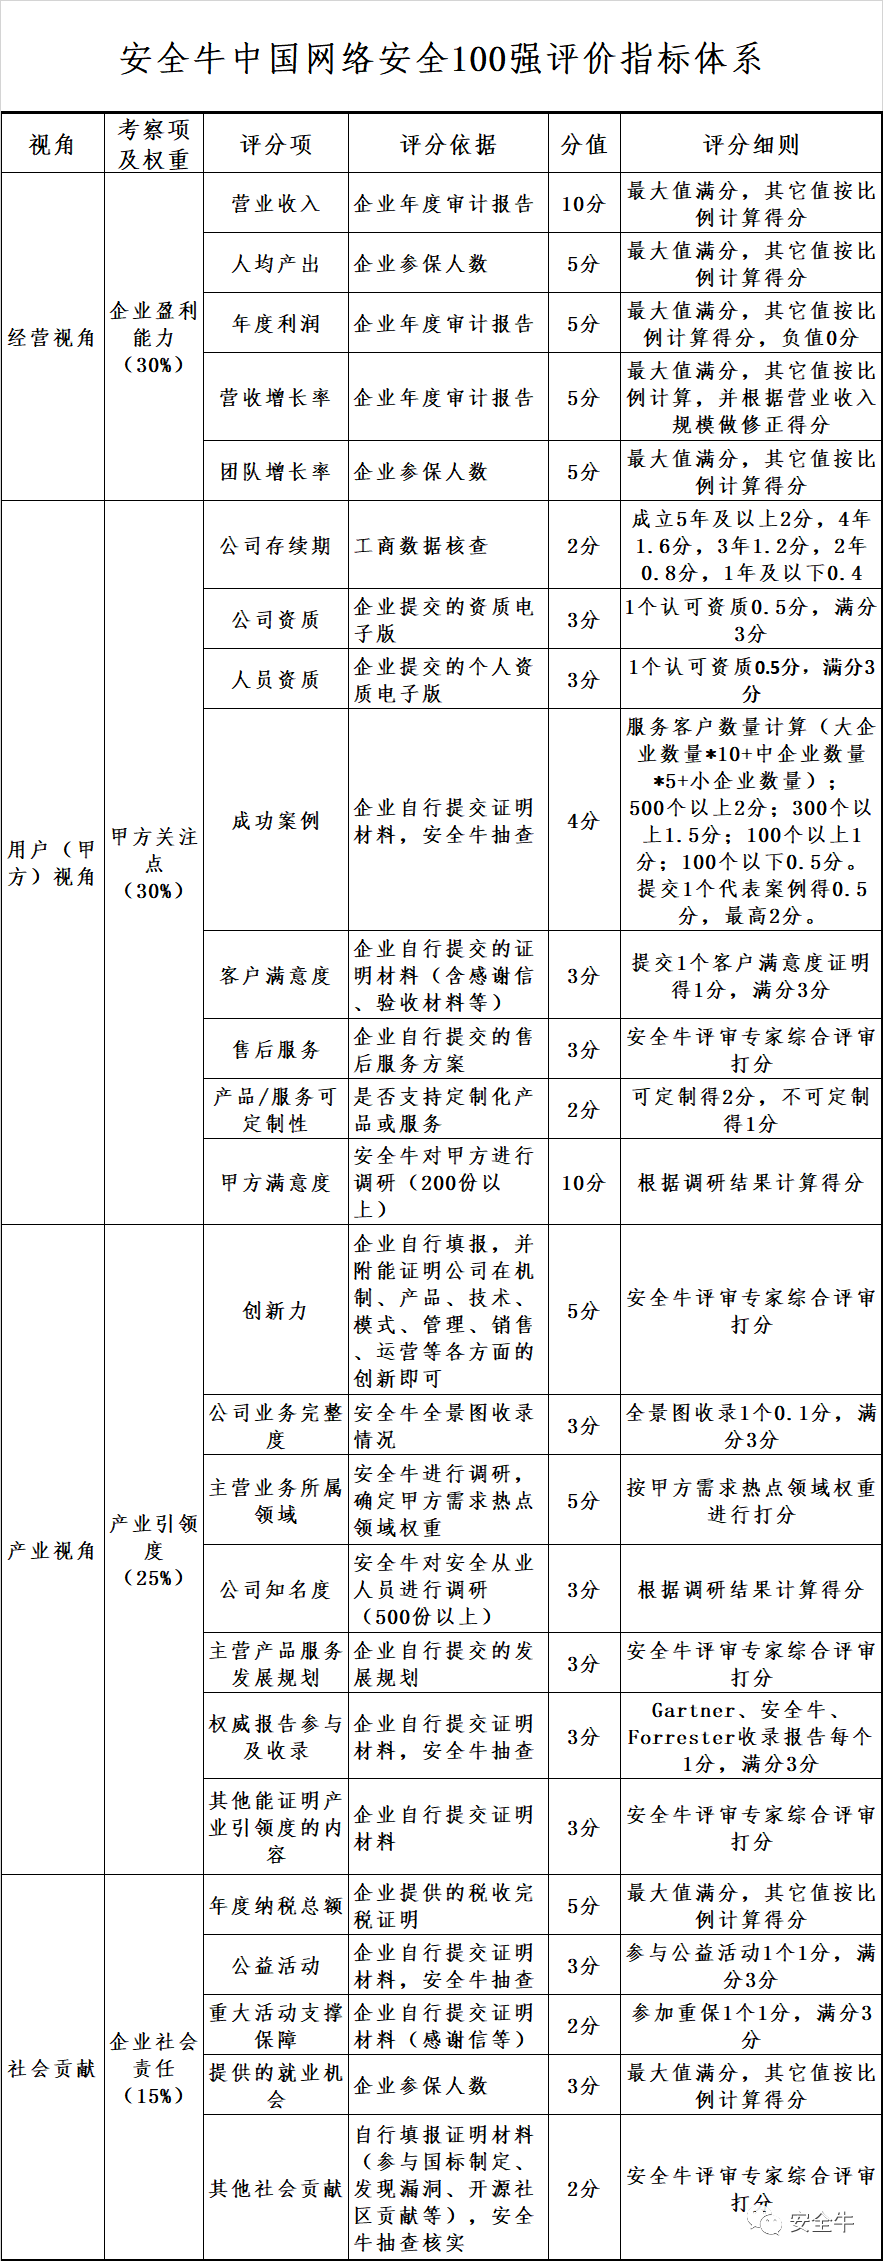 安全牛中国网络安全100强评价指标体系
视角
考察项
及权重
评分项
评分依据
分值
评分细则
经营视角
企业盈利
能力
（30%）
营业收入
企业年度审计报告
10分
最大值满分，其它值按比
例计算得分
人均产出
企业参保人数
5分
最大值满分，其它值按比
例计算得分
年度利润
企业年度审计报告
5分
最大值满分，其它值按比
例计算得分，负值0分
营收增长率
企业年度审计报告
5分
最大值满分，其它值按比
例计算，并根据营业收入
规模做修正得分
团队增长率
企业参保人数
5分
最大值满分，其它值按比
例计算得分
用户（甲
方）视角
甲方关注
点
（30%）
公司存续期
工商数据核查
2分
成立5年及以上2分，4年
1.6分，3年1.2分，2年
0.8分，1年及以下0.4
公司资质
企业提交的资质电
子版
3分
1个认可资质0.5分，满分
3分
人员资质
企业提交的个人资
质电子版
3分
1个认可资质0.5分，满分3
分
成功案例
企业自行提交证明
材料，安全牛抽查
4分
服务客户数量计算（大企
业数量*10+中企业数量
*5+小企业数量）；
500个以上2分；300个以
上1.5分；100个以上1
分；100个以下0.5分。
提交1个代表案例得0.5
分，最高2分。
客户满意度
企业自行提交的证
明材料（含感谢信
、验收材料等）
3分
提交1个客户满意度证明
得1分，满分3分
售后服务
企业自行提交的售
后服务方案
3分
安全牛评审专家综合评审
打分
产品/服务可
定制性
是否支持定制化产
品或服务
2分
可定制得2分，不可定制
得1分
甲方满意度
安全牛对甲方进行
调研（200份以
上）
10分
根据调研结果计算得分
产业视角
产业引领
度
（25%）
创新力
企业自行填报，并
附能证明公司在机
制、产品、技术、
模式、管理、销售
、运营等各方面的
创新即可
5分
安全牛评审专家综合评审
打分
公司业务完整
度
安全牛全景图收录
情况
3分
全景图收录1个0.1分，满
分3分
主营业务所属
领域
安全牛进行调研，
确定甲方需求热点
领域权重
5分
按甲方需求热点领域权重
进行打分
公司知名度
安全牛对安全从业
人员进行调研
（500份以上）
3分
根据调研结果计算得分
主营产品服务
发展规划
企业自行提交的发
展规划
3分
安全牛评审专家综合评审
打分
权威报告参与
及收录
企业自行提交证明
材料，安全牛抽查
3分
Gartner、安全牛、
Forrester收录报告每个
1分，满分3分
其他能证明产
业引领度的内
容
企业自行提交证明
材料
3分
安全牛评审专家综合评审
打分
社会贡献
企业社会
责任
（15%）
年度纳税总额
企业提供的税收完
税证明
5分
最大值满分，其它值按比
例计算得分
公益活动
企业自行提交证明
材料，安全牛抽查
3分
参与公益活动1个1分，满
分3分
重大活动支撑
保障
企业自行提交证明
材料（感谢信等）
2分
参加重保1个1分，满分3
分
提供的就业机
会
企业参保人数
3分
最大值满分，其它值按比
例计算得分
其他社会贡献
自行填报证明材料
（参与国标制定、
发现漏洞、开源社
区贡献等），安全
牛抽查核实
2分
安全牛评审专家综合评审
打分
安全牛